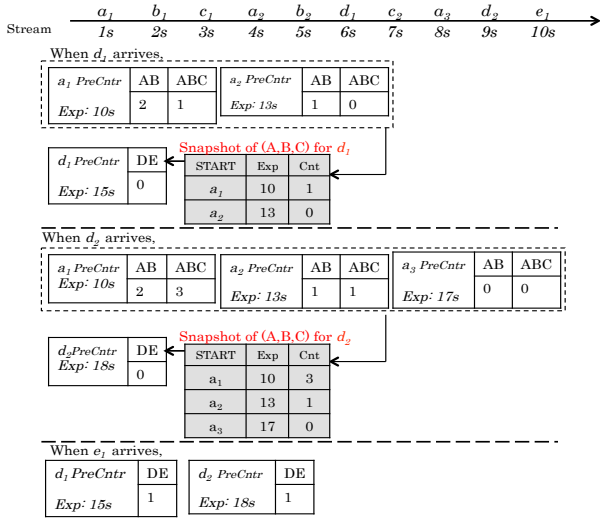 a1 b1 c1 a2 b2 d1 c2 a3 d2 e1
Stream 1s 2s 3s 4s 5s 6s 7s 8s 9s 10s
When d1 arrives,
a1 PreCntr AB ABC a2 PreCntr AB ABC
Exp: 10s 2 1 Exp: 13s 1 0
Snapshot of (A,B,C) for d1
d1 PreCntr DE START Exp Cnt
Exp: 15s 0 a1 10 1
a2 13 0
When d2 arrives,
a1 PreCntr AB ABC a2 PreCntr AB ABC a3 PreCntr AB ABC
Exp: 10s 2 3 Exp: 13s 1 1 Exp: 17s 0 0
Snapshot of (A,B,C) for d2
d2PreCntr DE START Exp Cnt
Exp: 18s 0 a1 10 3
a2 13 1
a3 17 0
When e1 arrives,
d1 PreCntr DE d2 PreCntr DE
Exp: 15s 1 Exp: 18s 1